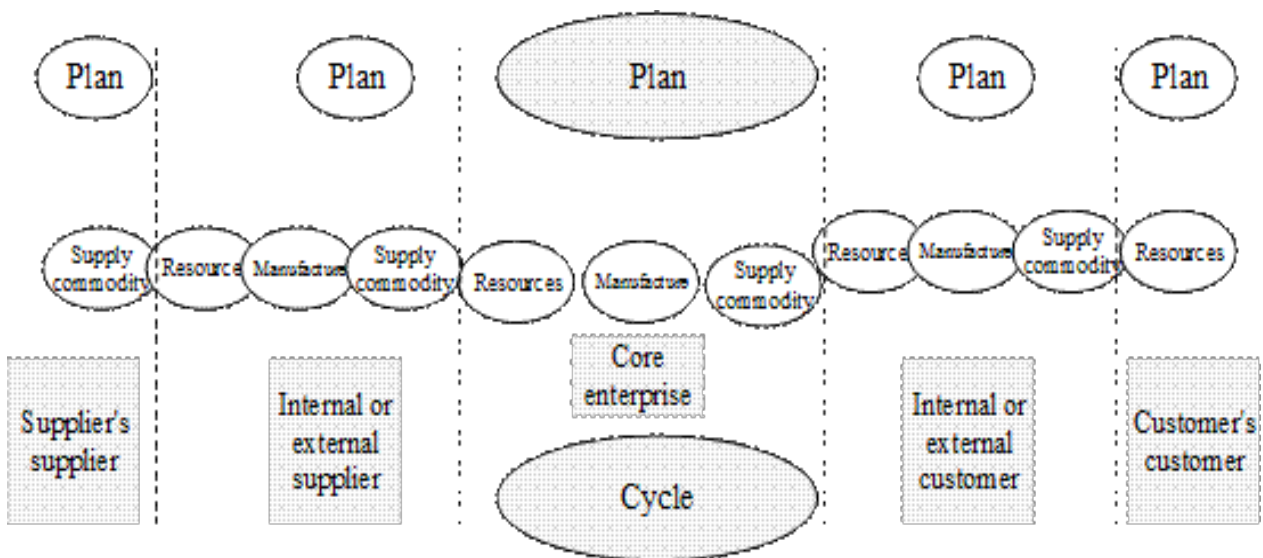 Plan
Plan
Plan
Plan
Plan
Supply
commodity
Resource
Manufacture
Supply
commodity
Resources
Manufacture
Supply
commodity
Resources
Manufacture
Supply
commodity
Resources
Supplier's
supplier
Internal or
external
supplier
Core
enterprise
Internal or
external
customer
Customer's
customer
Cycle